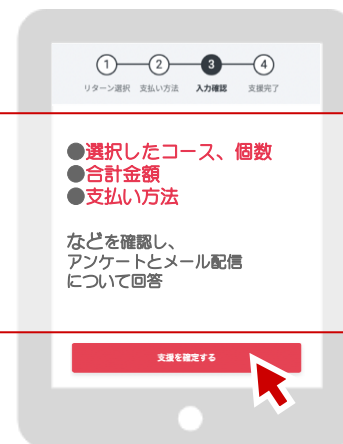 1 2 3 4
リターン選択 支払い方法 入力確認 支援完了
●選択したコース、個数
●合計金額
●支払い方法
などを確認し、
アンケートとメール配信
について回答
支援を確定する